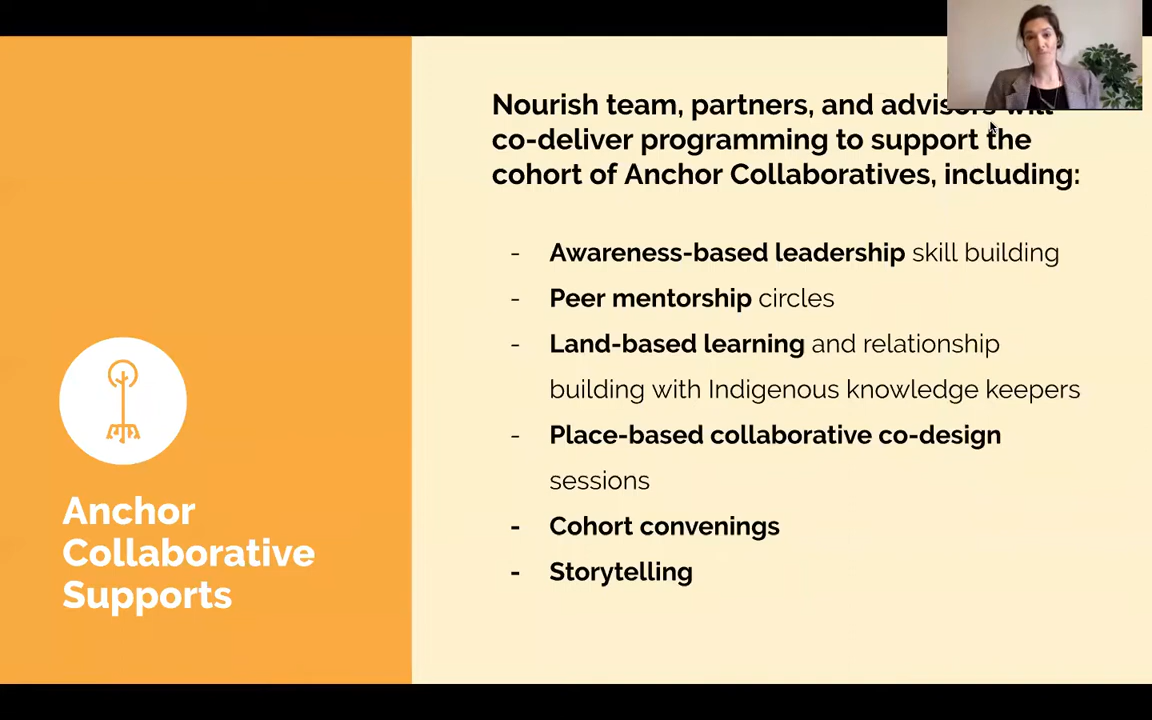 Nourish team, partners, and advisors will
co-deliver programming to support the
cohort of Anchor Collaboratives, including:
- Awareness-based leadership skill building
- Peer mentorship circles
- Land-based learning and relationship
building with Indigenous knowledge keepers
- Place-based collaborative co-design
sessions
- Cohort convenings
- Storytelling
Anchor
Collaborative
Supports